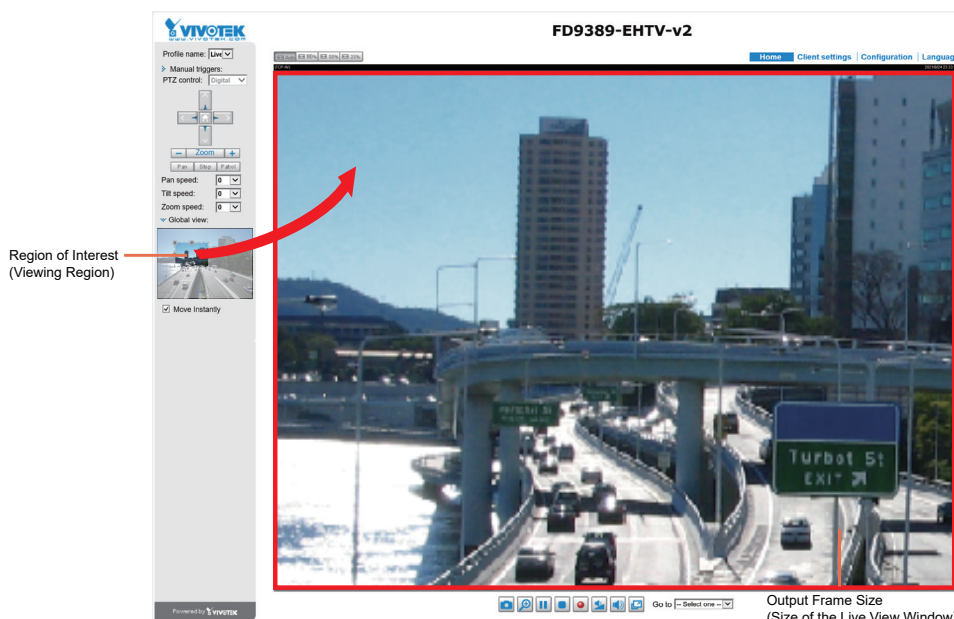 VIVOTEK
www.vivotek.com
FD9389-EHTV-v2
Profile name: Live
Manual triggers:
PTZ control: Digital
Zoom
Pan Stop Patrol
Pan speed: 0
Tilt speed: 0
Zoom speed: 0
Global view:
Region of Interest
(Viewing Region)
Move Instantly
Home Client settings Configuration Languag
Turbot St
EXIT
Powered by VIVOTEK
Go to -- Select one --
Output Frame Size
(Size of the Live View Window)